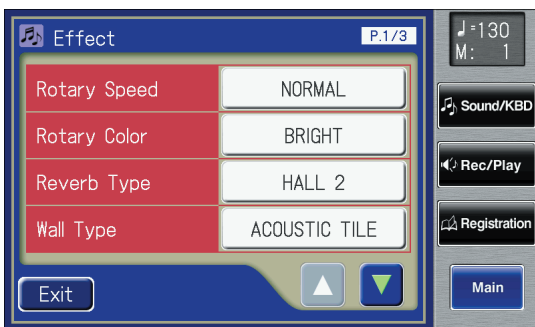 Effect
P.1/3
Rotary Speed NORMAL
Rotary Color BRIGHT
Reverb Type HALL 2
Wall Type ACOUSTIC TILE
Exit
♩=130
M: 1
Sound/KBD
Rec/Play
Registration
Main